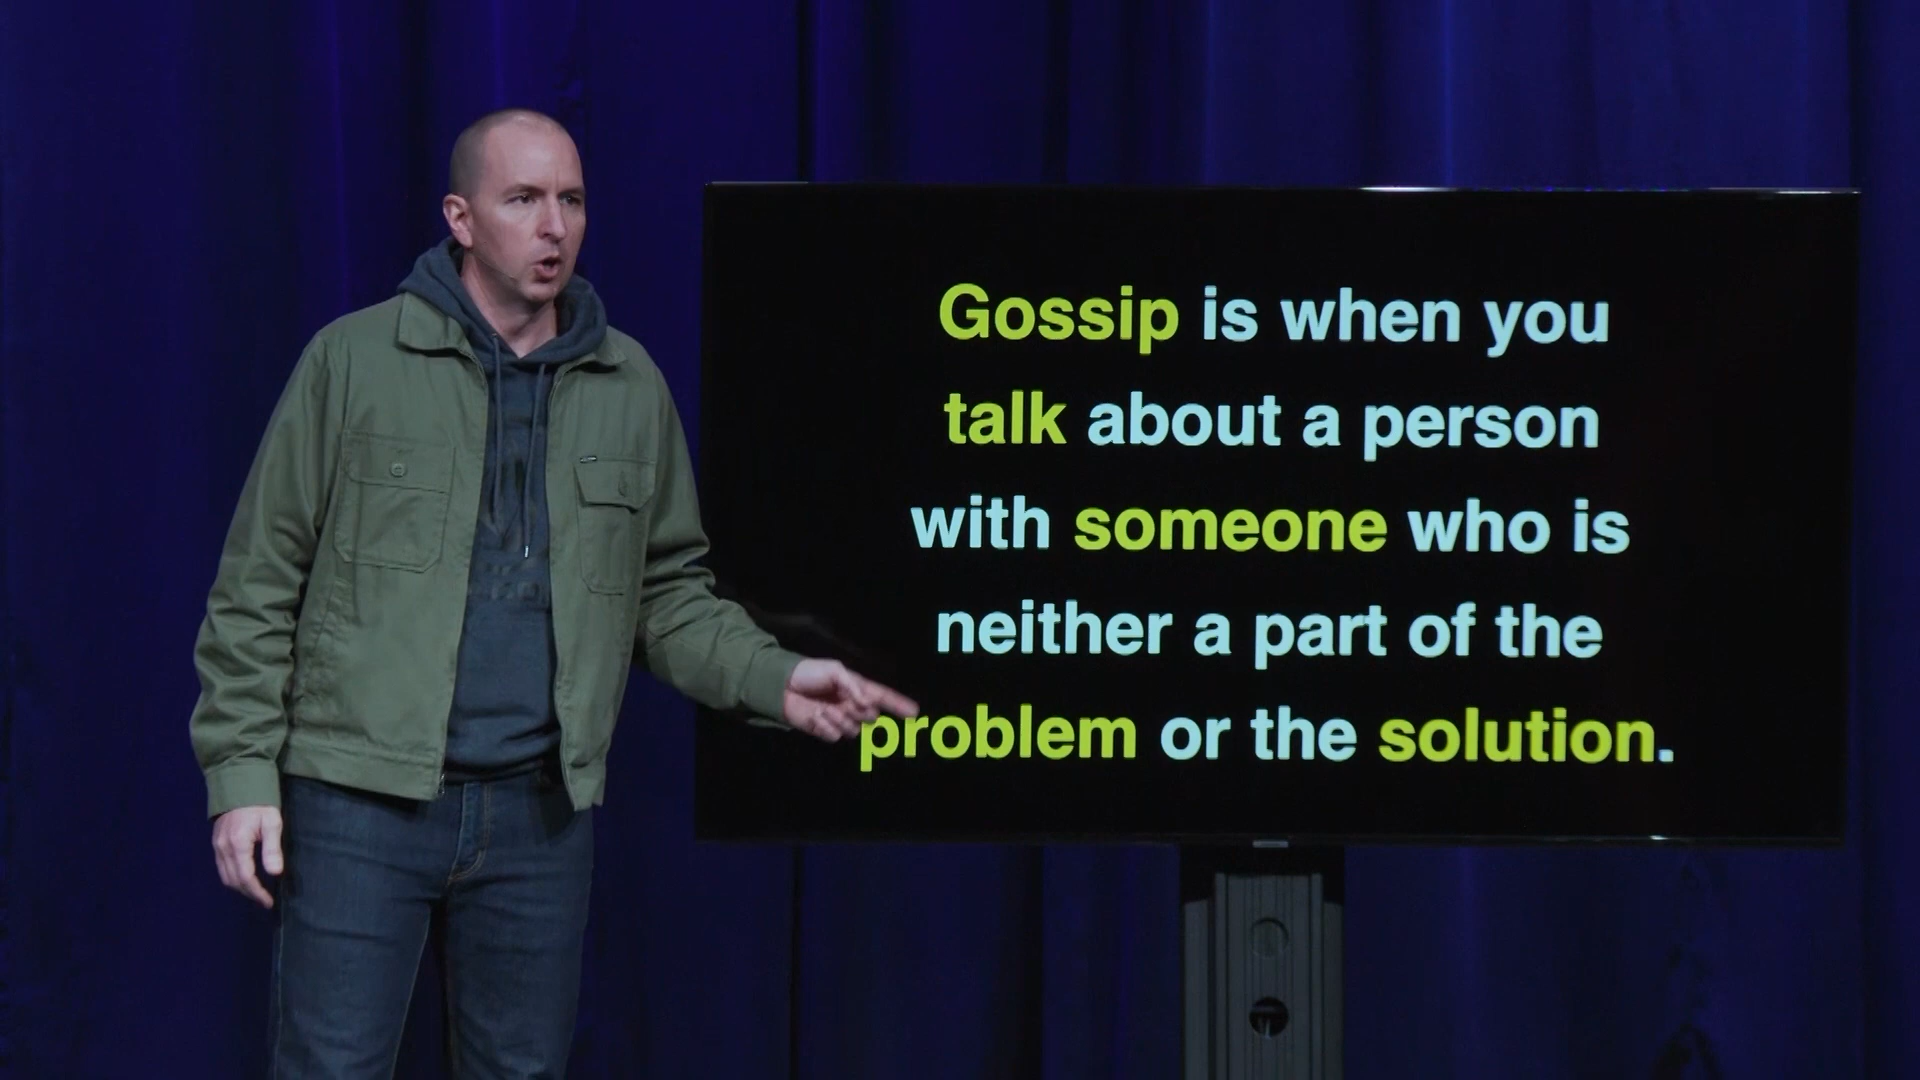 Gossip is when you
talk about a person
with someone who is
neither a part of the
problem or the solution.